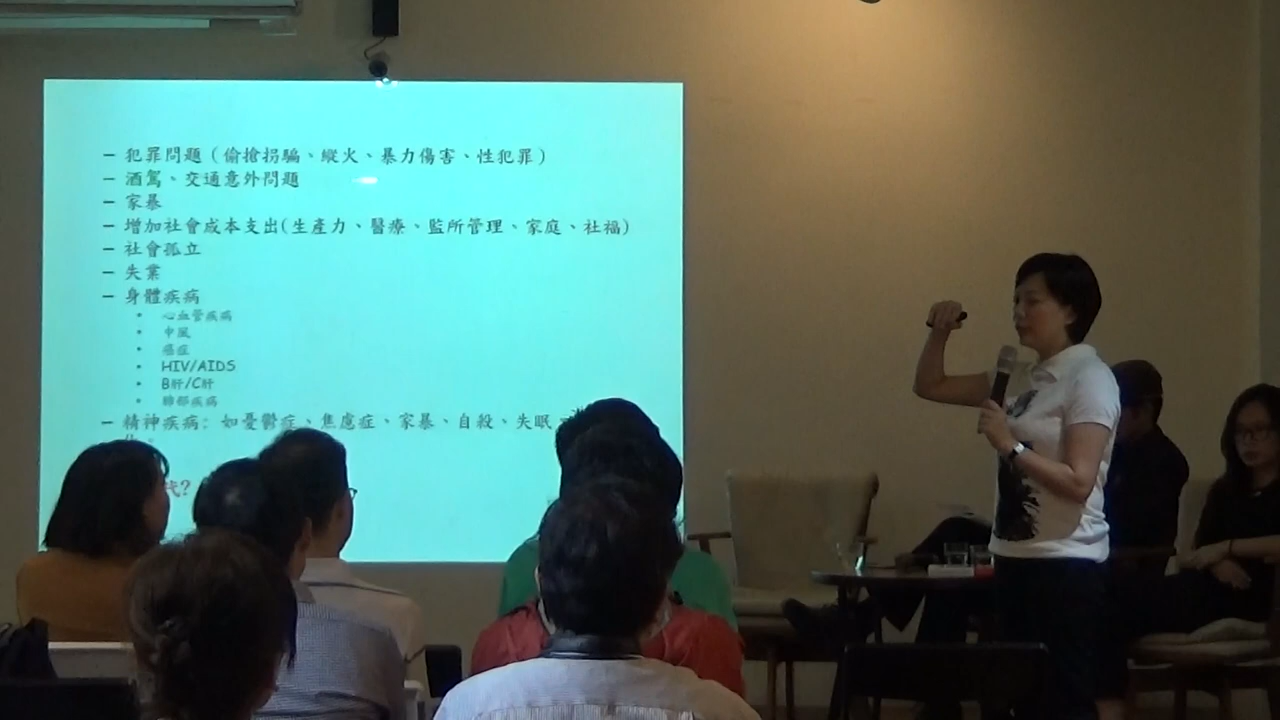 – 犯罪問題（偷搶拐騙、縱火、暴力傷害、性犯罪）
– 酒駕、交通意外問題
– 家暴
– 增加社會成本支出(生產力、醫療、監所管理、家庭、社福)
– 社會孤立
– 失業
– 身體疾病
• 心血管疾病
• 中風
• 癌症
• HIV/AIDS
• B肝/C肝
• 肺部疾病
– 精神疾病：如憂鬱症、焦慮症、家暴、自殺、失眠、
代?